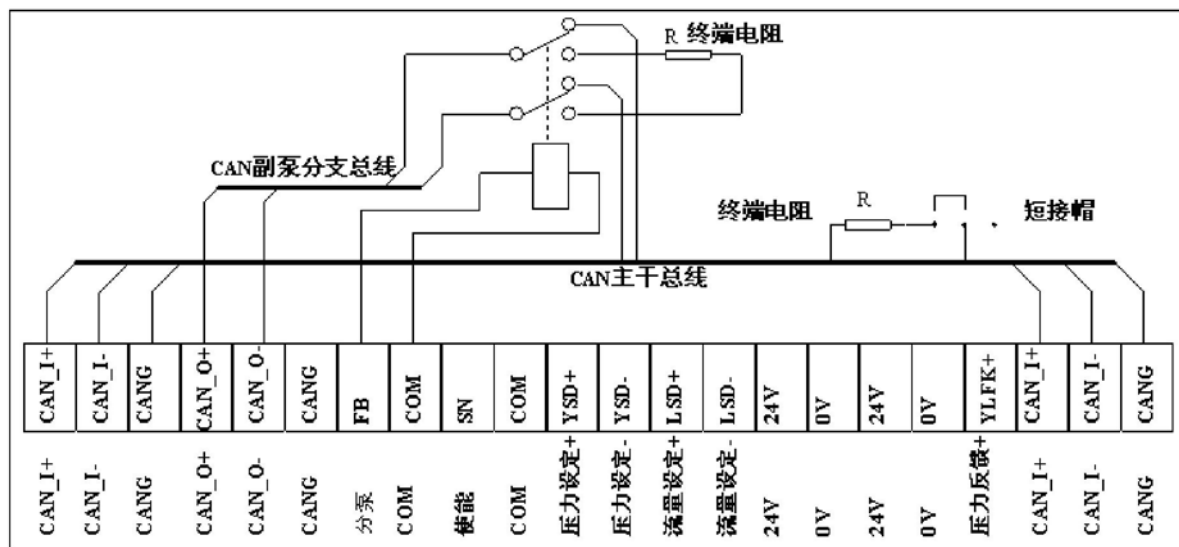 R 终端电阻
CAN副泵分支总线
终端电阻 R 短接帽
CAN主干总线
CAN_I+ CAN_I- CANG CAN_O+ CAN_O- CANG FB COM SN COM YSD+ YSD- LSD+ LSD- 24V 0V 24V 0V YLFK+ CAN_I+ CAN_I- CANG
CAN_I+ CAN_I- CANG CAN_O+ CAN_O- CANG 分泵 COM 使能 COM 压力设定+ 压力设定- 流量设定+ 流量设定- 24V 0V 24V 0V 压力反馈+ CAN_I+ CAN_I- CANG